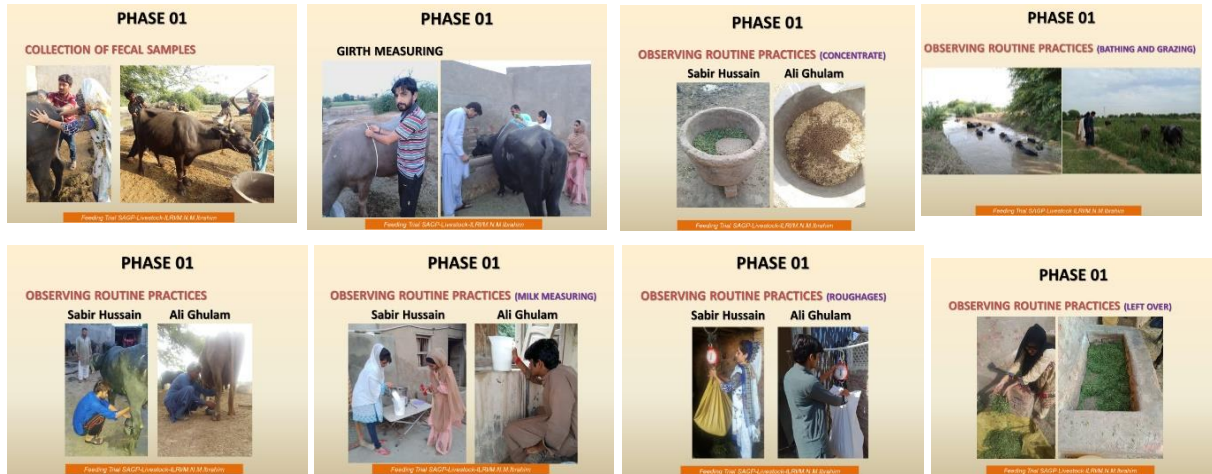 PHASE 01
COLLECTION OF FECAL SAMPLES
Feeding Trial SAGP-Livestock-ILRI/M.N.M.Ibrahim
PHASE 01
GIRTH MEASURING
Feeding Trial SAGP-Livestock-ILRI/M.N.M.Ibrahim
PHASE 01
OBSERVING ROUTINE PRACTICES (CONCENTRATE)
Sabir Hussain Ali Ghulam
Feeding Trial SAGP-Livestock-ILRI/M.N.M.Ibrahim
PHASE 01
OBSERVING ROUTINE PRACTICES (BATHING AND GRAZING)
Feeding Trial SAGP-Livestock-ILRI/M.N.M.Ibrahim
PHASE 01
OBSERVING ROUTINE PRACTICES
Sabir Hussain Ali Ghulam
Feeding Trial SAGP-Livestock-ILRI/M.N.M.Ibrahim
PHASE 01
OBSERVING ROUTINE PRACTICES (MILK MEASURING)
Sabir Hussain Ali Ghulam
Feeding Trial SAGP-Livestock-ILRI/M.N.M.Ibrahim
PHASE 01
OBSERVING ROUTINE PRACTICES (ROUGHAGES)
Sabir Hussain Ali Ghulam
Feeding Trial SAGP-Livestock-ILRI/M.N.M.Ibrahim
PHASE 01
OBSERVING ROUTINE PRACTICES (LEFT OVER)
Feeding Trial SAGP-Livestock-ILRI/M.N.M.Ibrahim